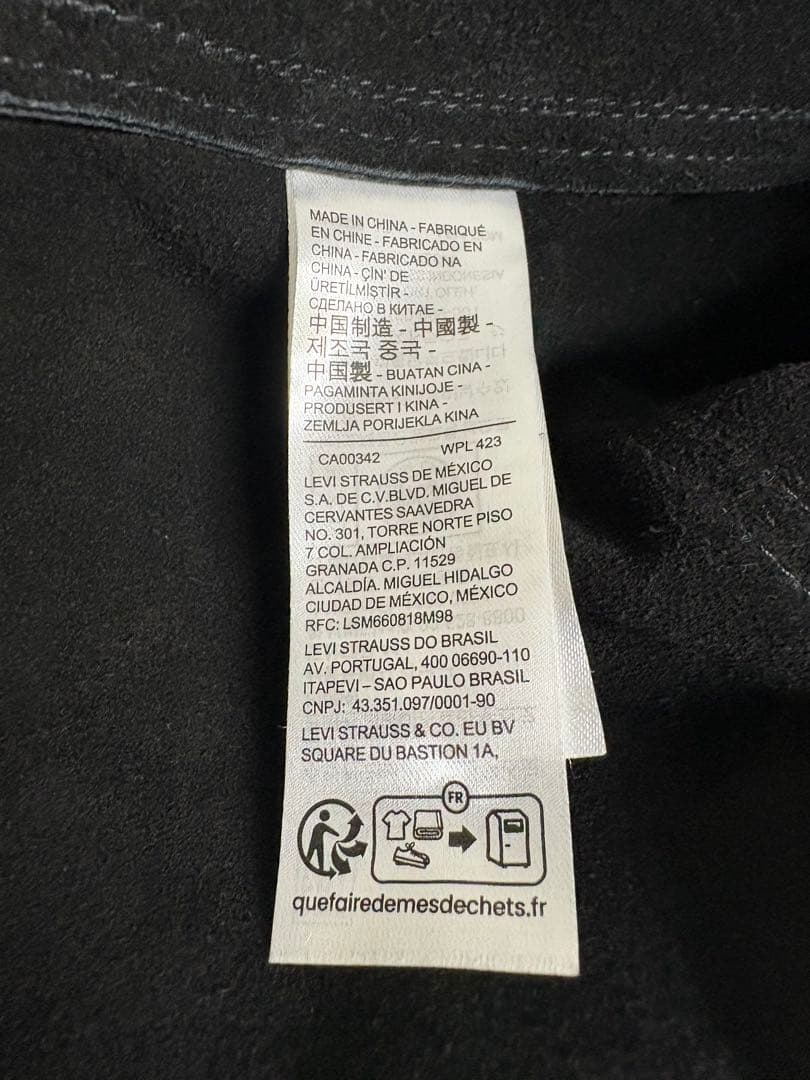 MADE IN CHINA - FABRIQUÉ
EN CHINE - FABRICADO EN
CHINA - FABRICADO NA
CHINA - ÇİN' DE
ÜRETİLMİŞTİR -
СДЕЛАНО В КИТАЕ -
中国制造 - 中國製 -
제조국 중국 -
中国製 - BUATAN CINA -
PAGAMINTA KINIJOJE -
PRODUSERT I KINA -
ZEMLJA PORIJEKLA KINA
CA00342 WPL 423
LEVI STRAUSS DE MÉXICO
S.A. DE C.V.BLVD. MIGUEL DE
CERVANTES SAAVEDRA
NO. 301, TORRE NORTE PISO
7 COL. AMPLIACIÓN
GRANADA C.P. 11529
ALCALDÍA. MIGUEL HIDALGO
CIUDAD DE MÉXICO, MÉXICO
RFC: LSM660818M98
LEVI STRAUSS DO BRASIL
AV. PORTUGAL, 400 06690-110
ITAPEVI – SAO PAULO BRASIL
CNPJ: 43.351.097/0001-90
LEVI STRAUSS & CO. EU BV
SQUARE DU BASTION 1A,
FR
quefairedemesdechets.fr